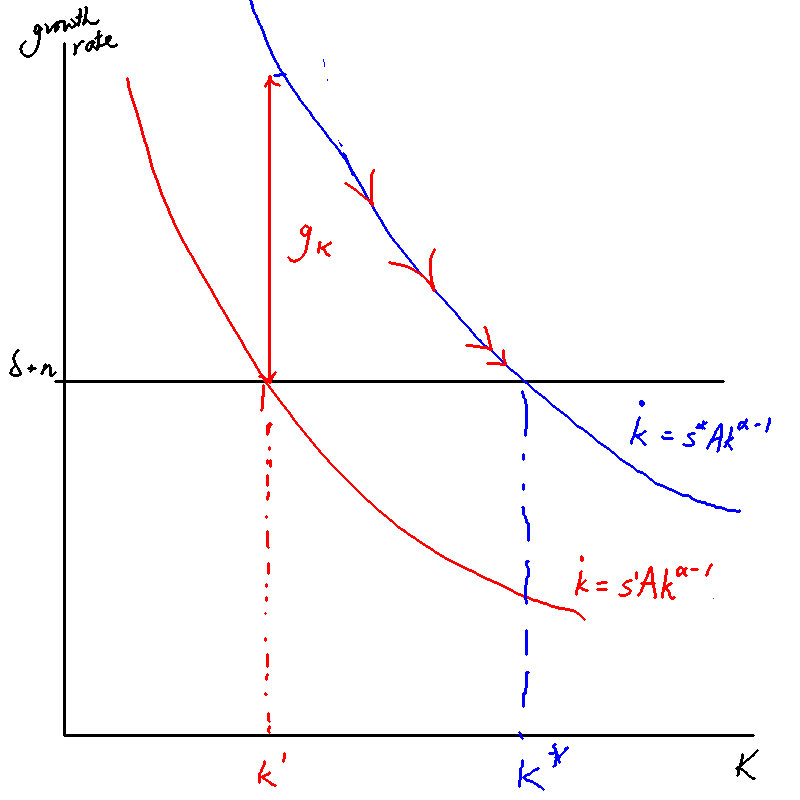 growth
rate
g_K
δ+n
k̇ = s*Ak^{α-1}
k̇ = s'Ak^{α-1}
k'
K*
K